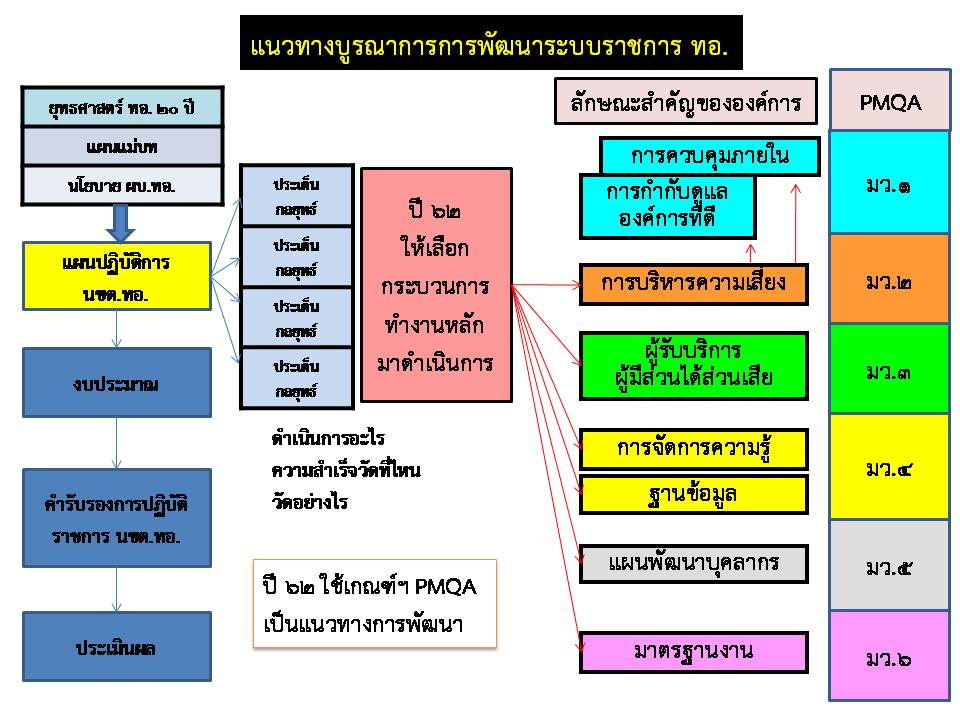 แนวทางบูรณาการการพัฒนาระบบราชการ ทอ.
ยุทธศาสตร์ ทอ. ๒๐ ปี
แผนแม่บท
นโยบาย ผบ.ทอ.
แผนปฏิบัติการ
นขต.ทอ.
งบประมาณ
คำรับรองการปฏิบัติ
ราชการ นขต.ทอ.
ประเมินผล
ประเด็น
กลยุทธ์
ประเด็น
กลยุทธ์
ประเด็น
กลยุทธ์
ประเด็น
กลยุทธ์
ดำเนินการอะไร
ความสำเร็จวัดที่ไหน
วัดอย่างไร
ปี ๖๒ ใช้เกณฑ์ฯ PMQA
เป็นแนวทางการพัฒนา
ปี ๖๒
ให้เลือก
กระบวนการ
ทำงานหลัก
มาดำเนินการ
ลักษณะสำคัญขององค์การ
การควบคุมภายใน
การกำกับดูแล
องค์การที่ดี
การบริหารความเสี่ยง
ผู้รับบริการ
ผู้มีส่วนได้ส่วนเสีย
การจัดการความรู้
ฐานข้อมูล
แผนพัฒนาบุคลากร
มาตรฐานงาน
PMQA
มว.๑
มว.๒
มว.๓
มว.๔
มว.๕
มว.๖